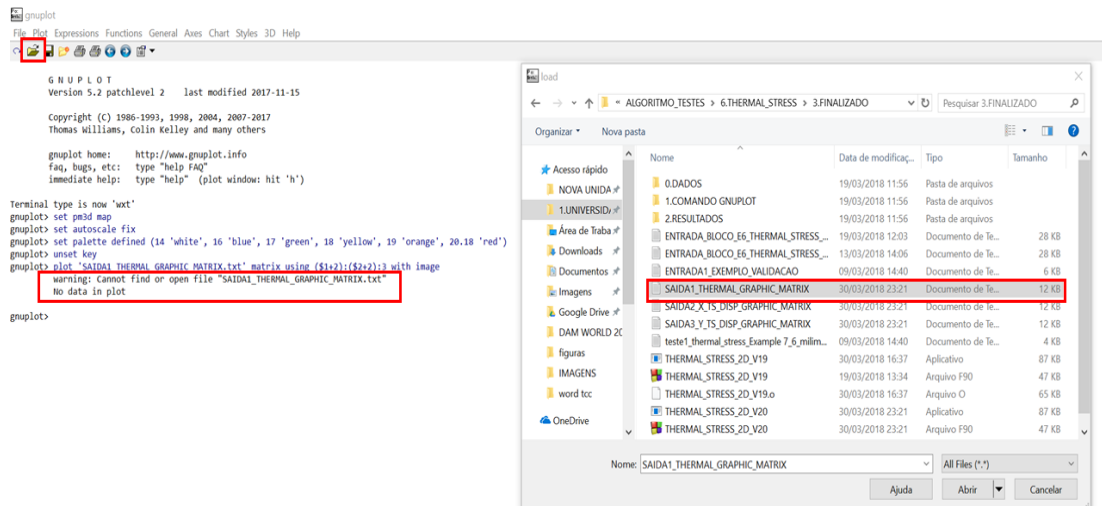 gnuplot
File Plot Expressions Functions General Axes Chart Styles 3D Help
G N U P L O T
Version 5.2 patchlevel 2    last modified 2017-11-15
Copyright (C) 1986-1993, 1998, 2004, 2007-2017
Thomas Williams, Colin Kelley and many others
gnuplot home:     http://www.gnuplot.info
faq, bugs, etc:   type "help FAQ"
immediate help:   type "help"  (plot window: hit 'h')
Terminal type is now 'wxt'
gnuplot> set pm3d map
gnuplot> set autoscale fix
gnuplot> set palette defined (14 'white', 16 'blue', 17 'green', 18 'yellow', 19 'orange', 20.18 'red')
gnuplot> unset key
gnuplot> plot 'SAIDA1_THERMAL_GRAPHIC_MATRIX.txt' matrix using ($1+2):($2+2):3 with image
warning: Cannot find or open file "SAIDA1_THERMAL_GRAPHIC_MATRIX.txt"
No data in plot
gnuplot>
load
« ALGORITMO_TESTES > 6.THERMAL_STRESS > 3.FINALIZADO
Pesquisar 3.FINALIZADO
Organizar
Nova pasta
Acesso rápido
NOVA UNIDA
1.UNIVERSID
Área de Traba
Downloads
Documentos
Imagens
Google Drive
DAM WORLD 20
figuras
IMAGENS
word tcc
OneDrive
Nome Data de modificaç... Tipo Tamanho
0.DADOS 19/03/2018 11:56 Pasta de arquivos
1.COMANDO GNUPLOT 19/03/2018 11:56 Pasta de arquivos
2.RESULTADOS 19/03/2018 11:56 Pasta de arquivos
ENTRADA_BLOCO_E6_THERMAL_STRESS_... 19/03/2018 12:03 Documento de Te... 28 KB
ENTRADA_BLOCO_E6_THERMAL_STRESS_... 13/03/2018 14:06 Documento de Te... 28 KB
ENTRADA1_EXEMPLO_VALIDACAO 09/03/2018 14:40 Documento de Te... 6 KB
SAIDA1_THERMAL_GRAPHIC_MATRIX 30/03/2018 23:21 Documento de Te... 12 KB
SAIDA2_X_TS_DISP_GRAPHIC_MATRIX 30/03/2018 23:21 Documento de Te... 12 KB
SAIDA3_Y_TS_DISP_GRAPHIC_MATRIX 30/03/2018 23:21 Documento de Te... 12 KB
teste1_thermal_stress_Example 7_6_milim... 09/03/2018 14:40 Documento de Te... 4 KB
THERMAL_STRESS_2D_V19 30/03/2018 16:37 Aplicativo 87 KB
THERMAL_STRESS_2D_V19 19/03/2018 13:34 Arquivo F90 47 KB
THERMAL_STRESS_2D_V19.o 30/03/2018 16:37 Arquivo O 65 KB
THERMAL_STRESS_2D_V20 30/03/2018 23:21 Aplicativo 87 KB
THERMAL_STRESS_2D_V20 30/03/2018 23:21 Arquivo F90 47 KB
Nome: SAIDA1_THERMAL_GRAPHIC_MATRIX
All Files (*.*)
Ajuda
Abrir
Cancelar